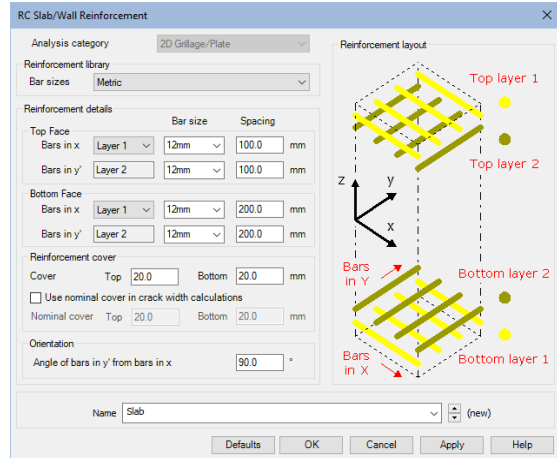 RC Slab/Wall Reinforcement
Analysis category 2D Grillage/Plate
Reinforcement library
Bar sizes Metric
Reinforcement details
Bar size Spacing
Top Face
Bars in x Layer 1 12mm 100.0 mm
Bars in y' Layer 2 12mm 100.0 mm
Bottom Face
Bars in x Layer 1 12mm 200.0 mm
Bars in y' Layer 2 12mm 200.0 mm
Reinforcement cover
Cover Top 20.0 Bottom 20.0 mm
Use nominal cover in crack width calculations
Nominal cover Top 20.0 Bottom 20.0 mm
Orientation
Angle of bars in y' from bars in x 90.0 °
Reinforcement layout
Top layer 1
Top layer 2
z y
x
Bars
in Y
Bottom layer 2
Bottom layer 1
Bars
in X
Name Slab (new)
Defaults OK Cancel Apply Help